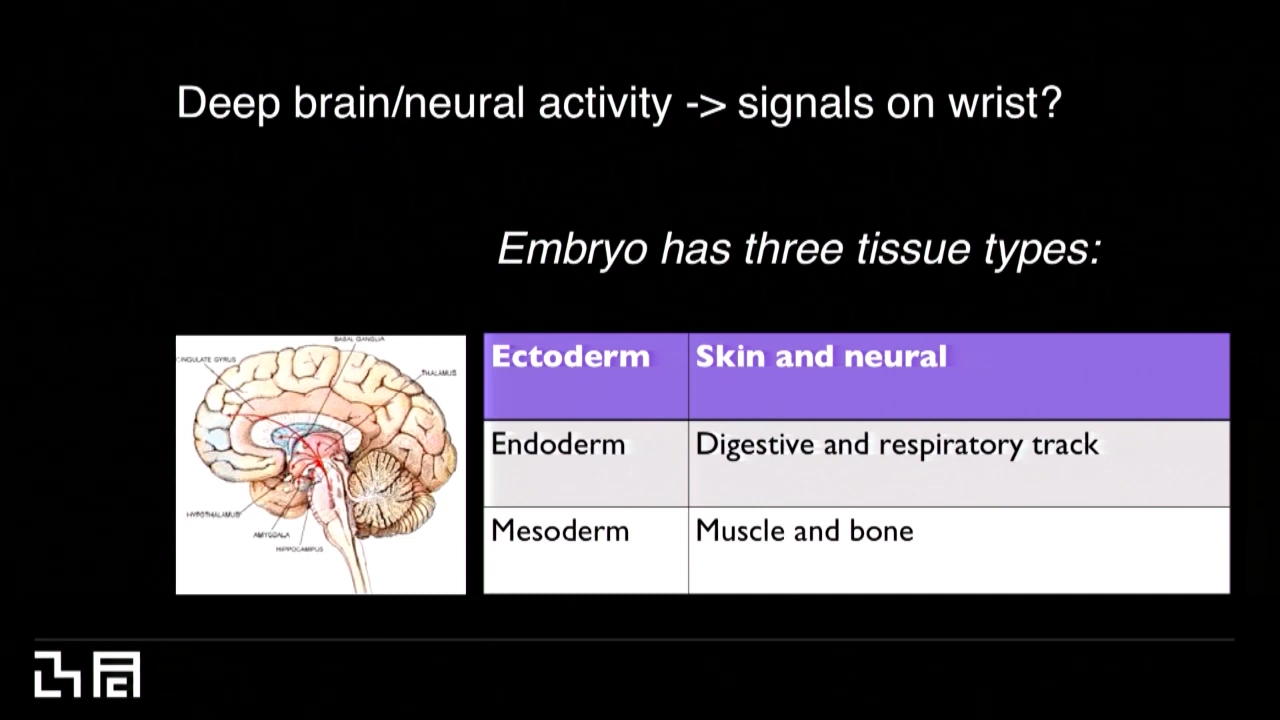 Deep brain/neural activity -> signals on wrist?
Embryo has three tissue types:
BASAL GANGLIA
CINGULATE GYRUS
THALAMUS
HYPOTHALAMUS
AMYGDALA
HIPPOCAMPUS
Ectoderm Skin and neural
Endoderm Digestive and respiratory track
Mesoderm Muscle and bone